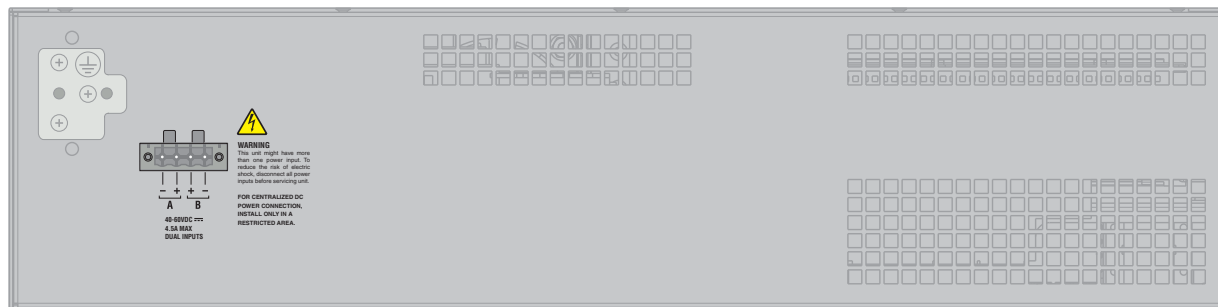 WARNING
This unit might have more
than one power input. To
reduce the risk of electric
shock, disconnect all power
inputs before servicing unit.
FOR CENTRALIZED DC
POWER CONNECTION,
INSTALL ONLY IN A
RESTRICTED AREA.
− + + −
A B
40-60VDC ⎓
4.5A MAX
DUAL INPUTS